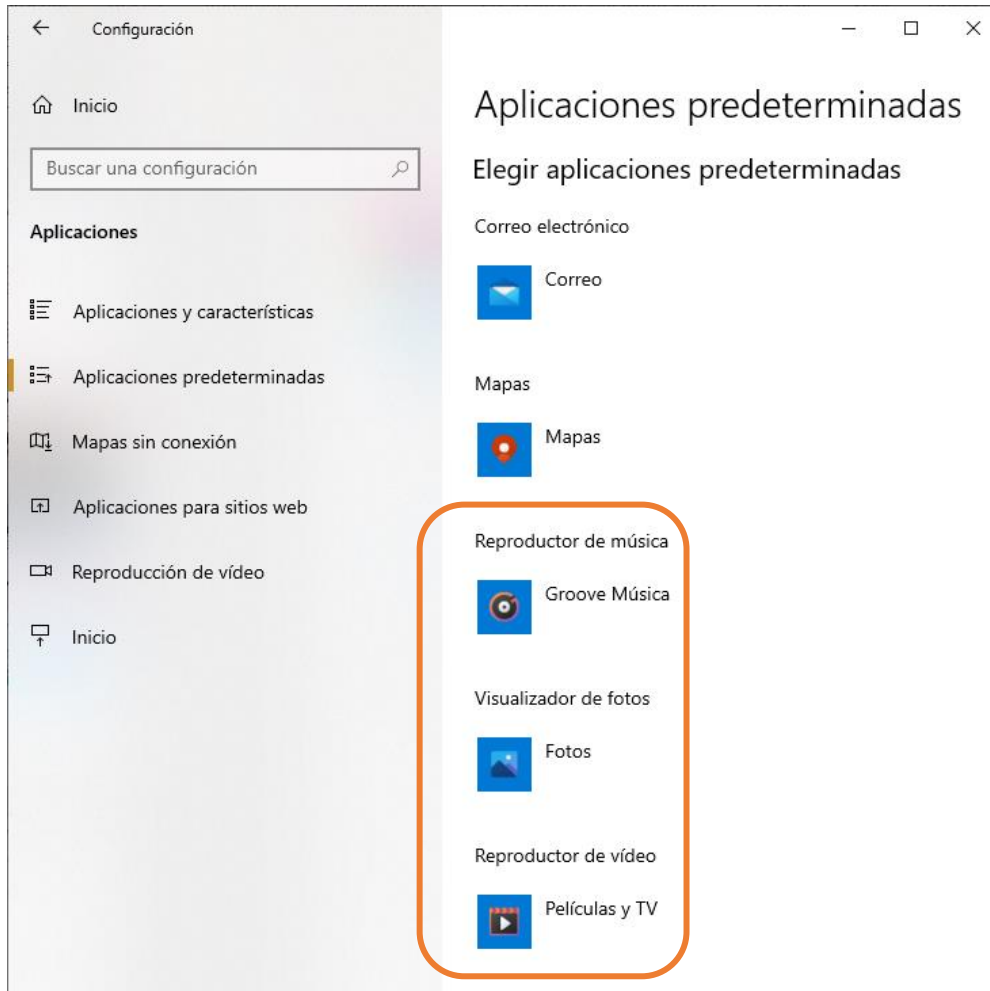 Configuración
Inicio
Buscar una configuración
Aplicaciones
Aplicaciones y características
Aplicaciones predeterminadas
Mapas sin conexión
Aplicaciones para sitios web
Reproducción de vídeo
Inicio
Aplicaciones predeterminadas
Elegir aplicaciones predeterminadas
Correo electrónico
Correo
Mapas
Mapas
Reproductor de música
Groove Música
Visualizador de fotos
Fotos
Reproductor de vídeo
Películas y TV